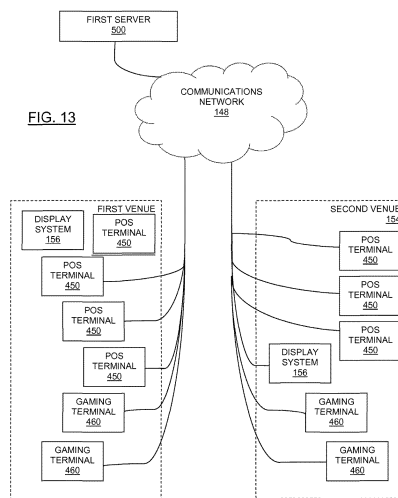 FIRST SERVER
500
COMMUNICATIONS
NETWORK
148
FIG. 13
FIRST VENUE
DISPLAY
SYSTEM
156
POS
TERMINAL
450
POS
TERMINAL
450
POS
TERMINAL
450
POS
TERMINAL
450
GAMING
TERMINAL
460
GAMING
TERMINAL
460
SECOND VENUE
154
POS
TERMINAL
450
POS
TERMINAL
450
POS
TERMINAL
450
DISPLAY
SYSTEM
156
GAMING
TERMINAL
460
GAMING
TERMINAL
460